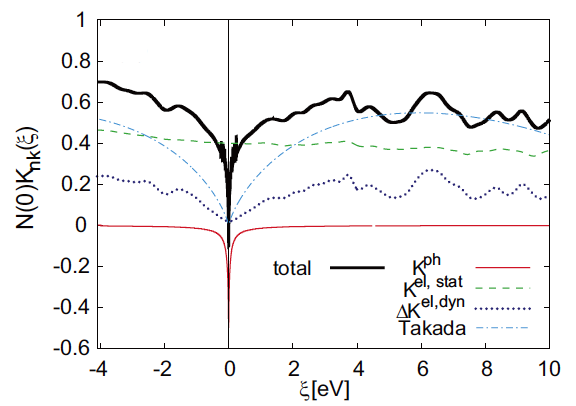 1
0.8
0.6
0.4
0.2
0
-0.2
-0.4
-0.6
N(0)Knk(ξ)
total
K^ph
K^el, stat
ΔK^el,dyn
Takada
-4 -2 0 2 4 6 8 10
ξ[eV]